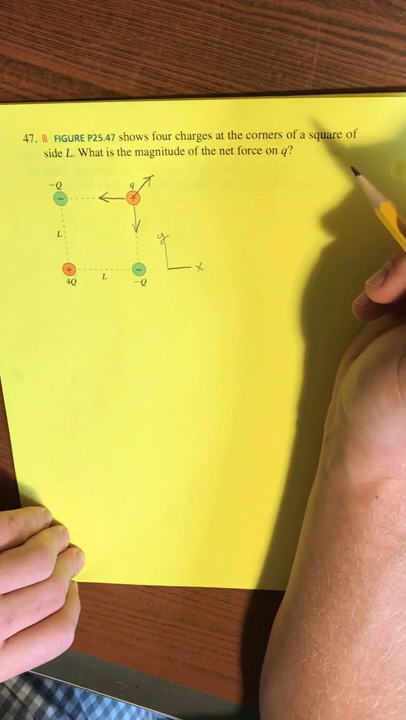 47. III FIGURE P25.47 shows four charges at the corners of a square of
side L. What is the magnitude of the net force on q?
-Q
q
L
y
x
4Q
L
-Q